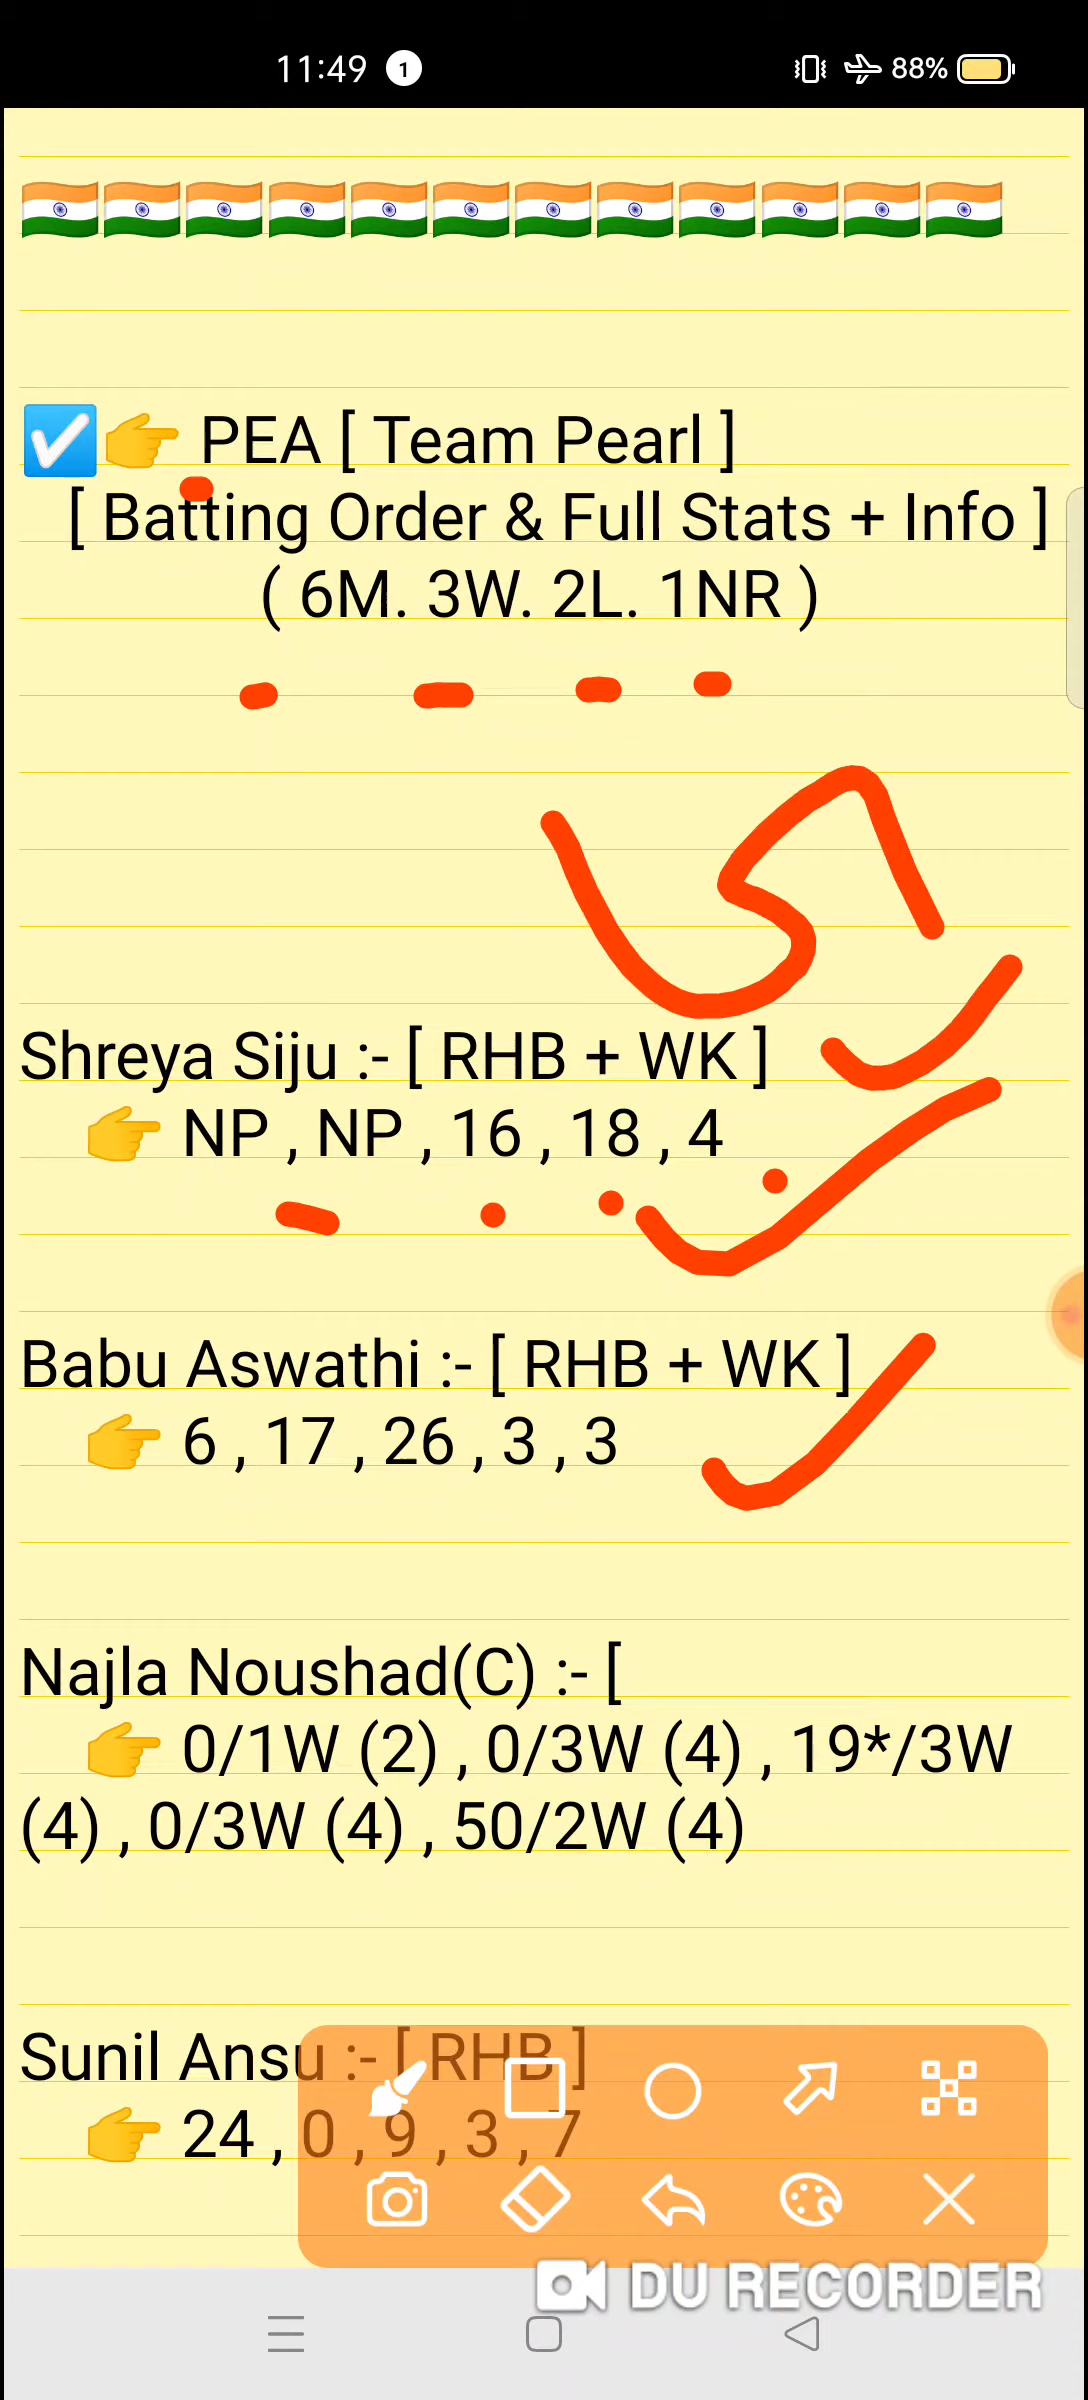 11:49 1 88%
PEA [ Team Pearl ]
[ Batting Order & Full Stats + Info ]
( 6M. 3W. 2L. 1NR )
Shreya Siju :- [ RHB + WK ]
NP , NP , 16 , 18 , 4
Babu Aswathi :- [ RHB + WK ]
6 , 17 , 26 , 3 , 3
Najla Noushad(C) :- [
0/1W (2) , 0/3W (4) , 19*/3W
(4) , 0/3W (4) , 50/2W (4)
Sunil Ansu :- [ RHB ]
24 , 0 , 9 , 3 , 7
DU RECORDER